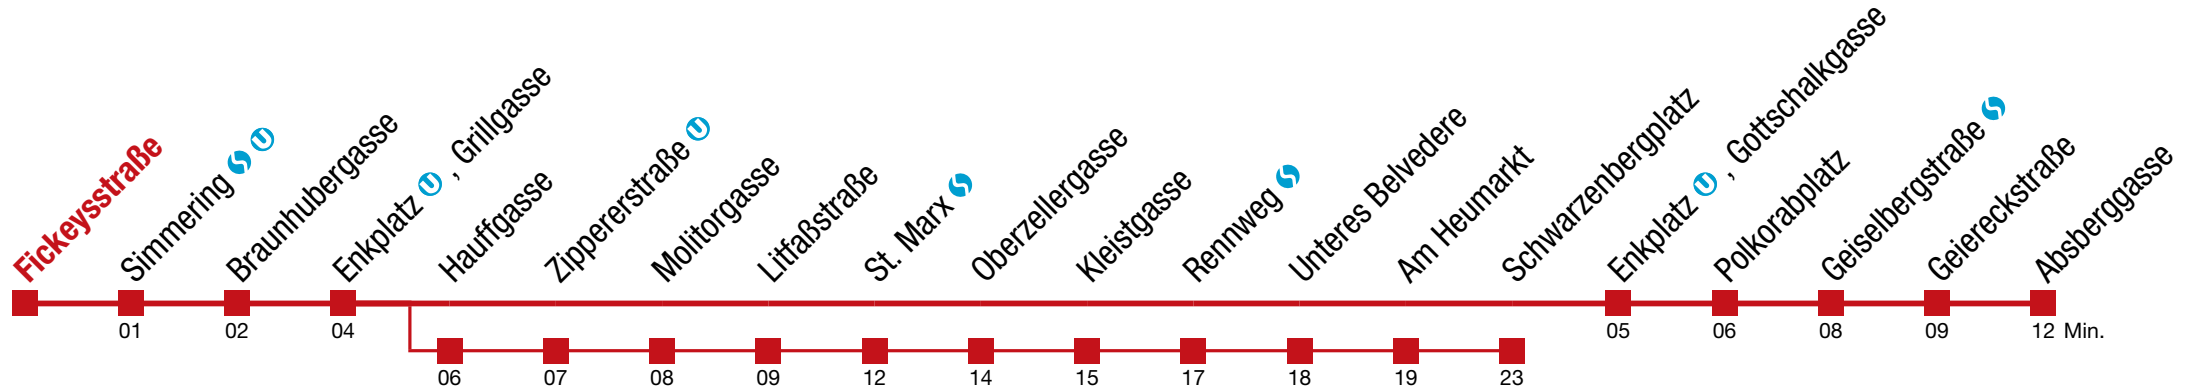 Fickeysstraße
Simmering S U
Braunhubergasse
Enkplatz U , Grillgasse
Hauffgasse
Zippererstraße U
Molitorgasse
Litfaßstraße
St. Marx S
Oberzellergasse
Kleistgasse
Rennweg S
Unteres Belvedere
Am Heumarkt
Schwarzenbergplatz
Enkplatz U , Gottschalkgasse
Polkorabplatz
Geiselbergstraße S
Geiereckstraße
Absberggasse
01 02 04 05 06 08 09 12 Min.
06 07 08 09 12 14 15 17 18 19 23